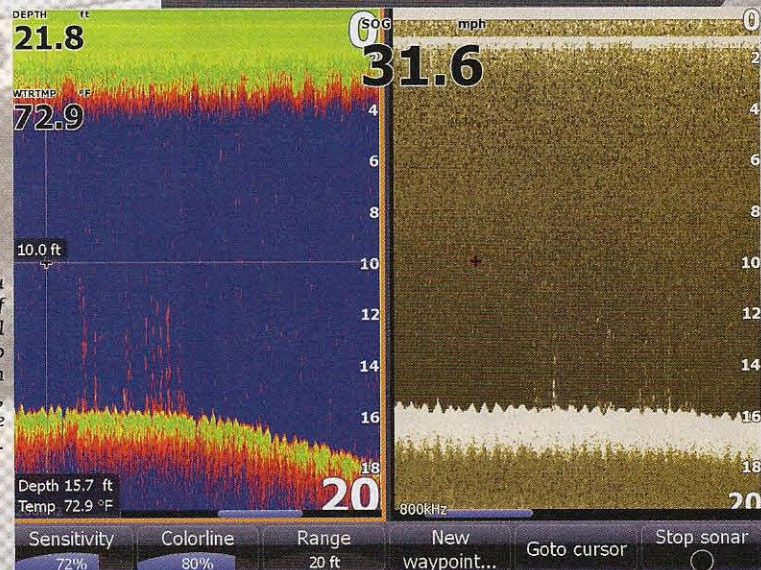 DEPTH ft
21.8
WTRTMP °F
72.9
0
4
6
8
10
12
14
16
18
20
10.0 ft
Depth 15.7 ft
Temp 72.9 °F
SOG mph
31.6
0
2
4
6
8
10
12
14
16
18
20
800kHz
Sensitivity
72%
Colorline
80%
Range
20 ft
New
waypoint...
Goto cursor
Stop sonar